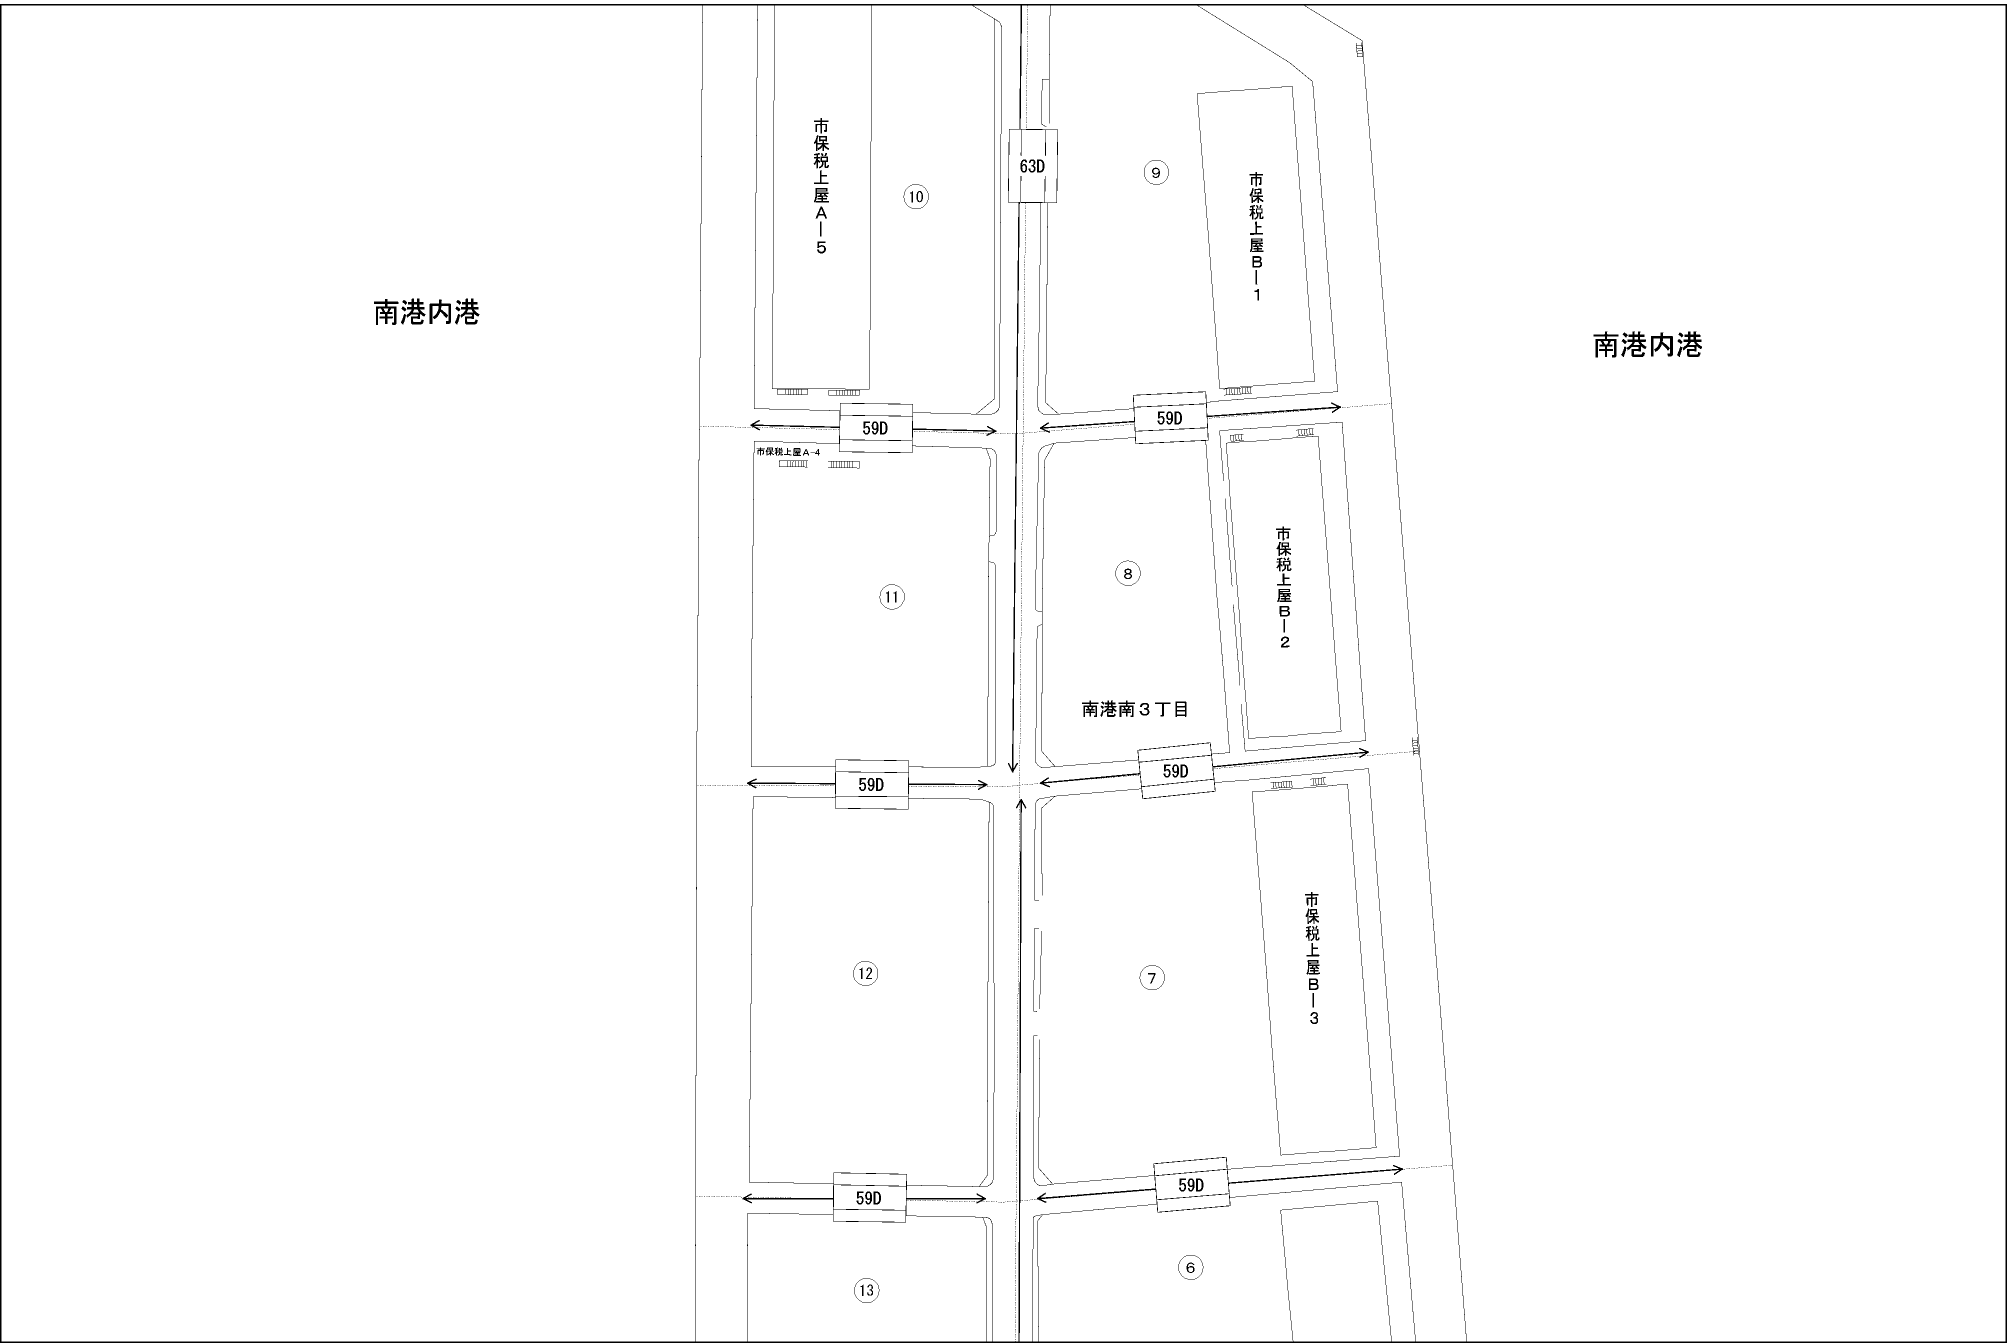 市保税上屋A－5
⑩
63D
⑨
市保税上屋B－1
南港内港
南港内港
59D
59D
市保税上屋A-4
⑪
⑧
市保税上屋B－2
南港南3丁目
59D
59D
⑫
⑦
市保税上屋B－3
59D
59D
⑬
⑥